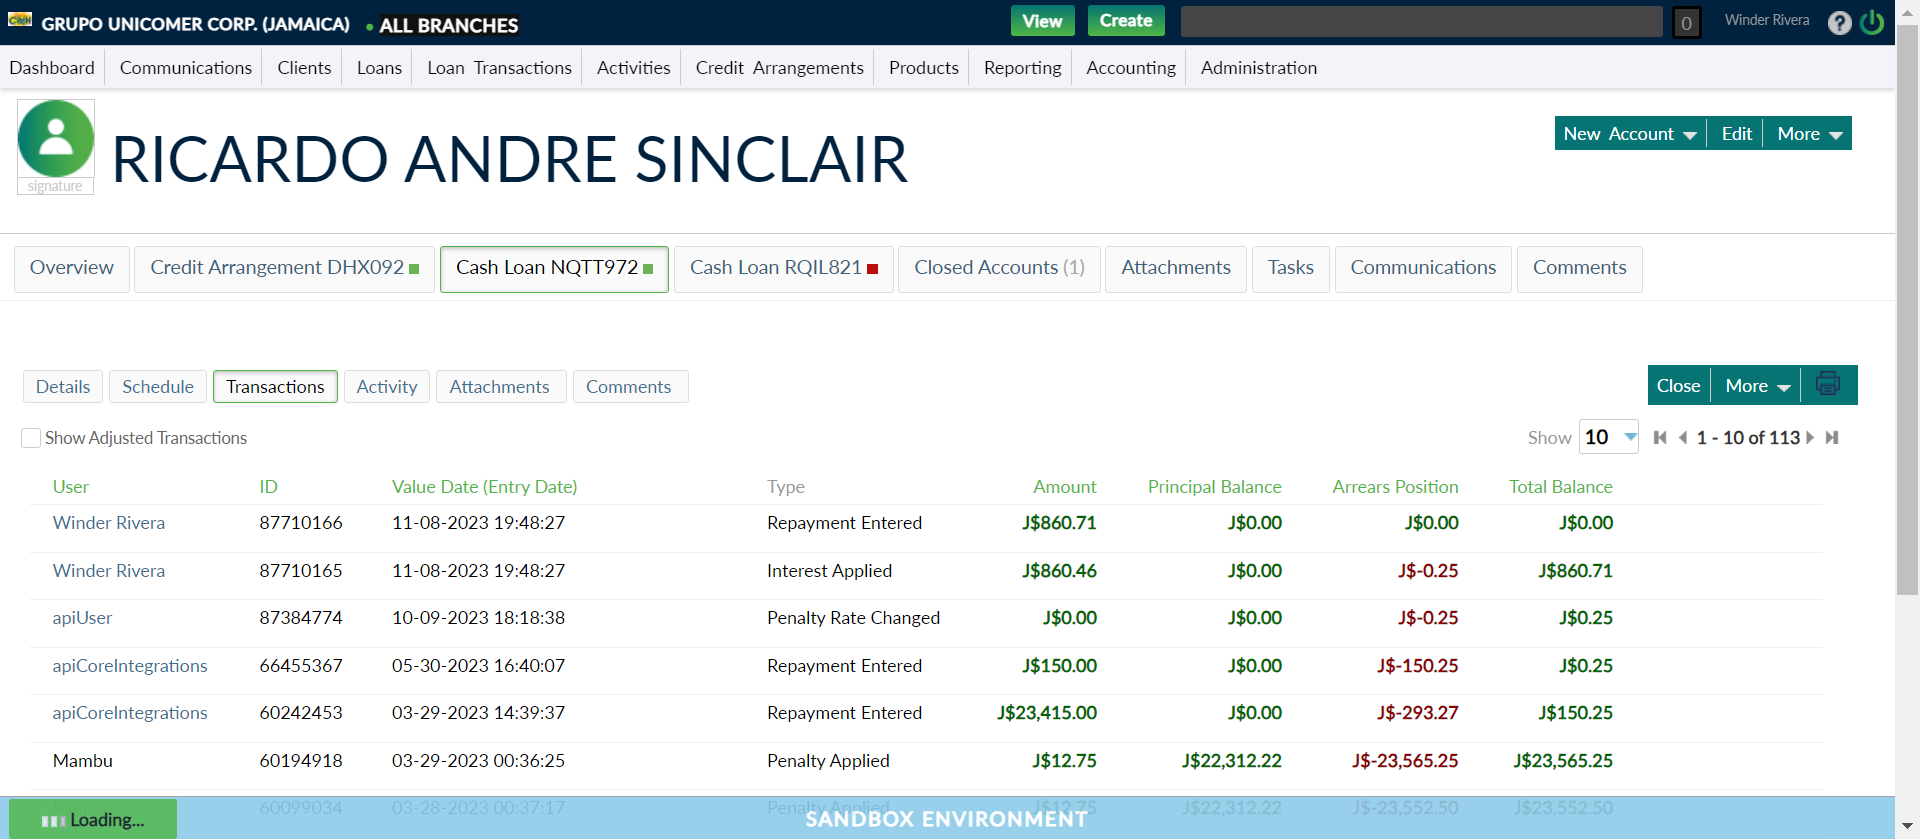 Cash GRUPO UNICOMER CORP. (JAMAICA) ALL BRANCHES View Create 0 Winder Rivera ?
Dashboard Communications Clients Loans Loan Transactions Activities Credit Arrangements Products Reporting Accounting Administration
signature
RICARDO ANDRE SINCLAIR
New Account Edit More
Overview Credit Arrangement DHX092 Cash Loan NQTT972 Cash Loan RQIL821 Closed Accounts (1) Attachments Tasks Communications Comments
Details Schedule Transactions Activity Attachments Comments Close More
Show Adjusted Transactions Show 10 1 - 10 of 113
User ID Value Date (Entry Date) Type Amount Principal Balance Arrears Position Total Balance
Winder Rivera 87710166 11-08-2023 19:48:27 Repayment Entered J$860.71 J$0.00 J$0.00 J$0.00
Winder Rivera 87710165 11-08-2023 19:48:27 Interest Applied J$860.46 J$0.00 J$-0.25 J$860.71
apiUser 87384774 10-09-2023 18:18:38 Penalty Rate Changed J$0.00 J$0.00 J$-0.25 J$0.25
apiCoreIntegrations 66455367 05-30-2023 16:40:07 Repayment Entered J$150.00 J$0.00 J$-150.25 J$0.25
apiCoreIntegrations 60242453 03-29-2023 14:39:37 Repayment Entered J$23,415.00 J$0.00 J$-293.27 J$150.25
Mambu 60194918 03-29-2023 00:36:25 Penalty Applied J$12.75 J$22,312.22 J$-23,565.25 J$23,565.25
Mambu 60099034 03-28-2023 00:37:17 Penalty Applied J$12.75 J$22,312.22 J$-23,552.50 J$23,552.50
Loading... SANDBOX ENVIRONMENT